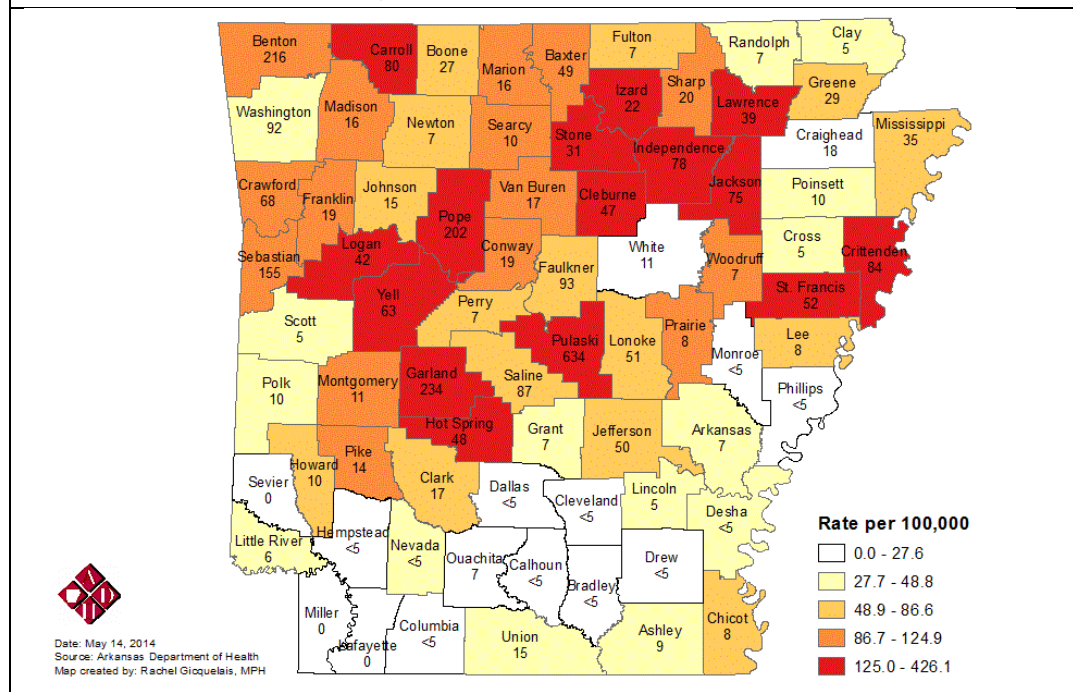 Benton
216
Carroll
80
Boone
27
Marion
16
Baxter
49
Fulton
7
Randolph
7
Clay
5
Washington
92
Madison
16
Newton
7
Searcy
10
Stone
31
Izard
22
Sharp
20
Lawrence
39
Greene
29
Craighead
18
Mississippi
35
Independence
78
Jackson
75
Poinsett
10
Crawford
68
Franklin
19
Johnson
15
Pope
202
Van Buren
17
Cleburne
47
Sebastian
155
Logan
42
Conway
19
Faulkner
93
White
11
Woodruff
7
Cross
5
Crittenden
84
St. Francis
52
Yell
63
Perry
7
Scott
5
Pulaski
634
Lonoke
51
Prairie
8
Monroe
<5
Lee
8
Phillips
<5
Polk
10
Montgomery
11
Garland
234
Saline
87
Hot Spring
48
Grant
7
Jefferson
50
Arkansas
7
Sevier
0
Howard
10
Pike
14
Clark
17
Dallas
<5
Cleveland
<5
Lincoln
5
Desha
<5
Little River
6
Hempstead
<5
Nevada
<5
Ouachita
7
Calhoun
<5
Bradley
<5
Drew
<5
Miller
0
Lafayette
0
Columbia
<5
Union
15
Ashley
9
Chicot
8
Rate per 100,000
0.0 - 27.6
27.7 - 48.8
48.9 - 86.6
86.7 - 124.9
125.0 - 426.1
Date: May 14, 2014
Source: Arkansas Department of Health
Map created by: Rachel Gicquelais, MPH